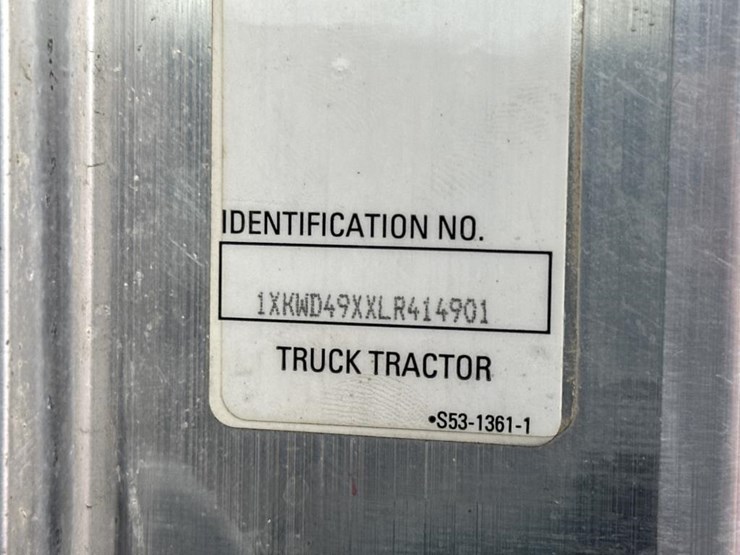 IDENTIFICATION NO.
1XKWD49XXLR414901
TRUCK TRACTOR
•S53-1361-1